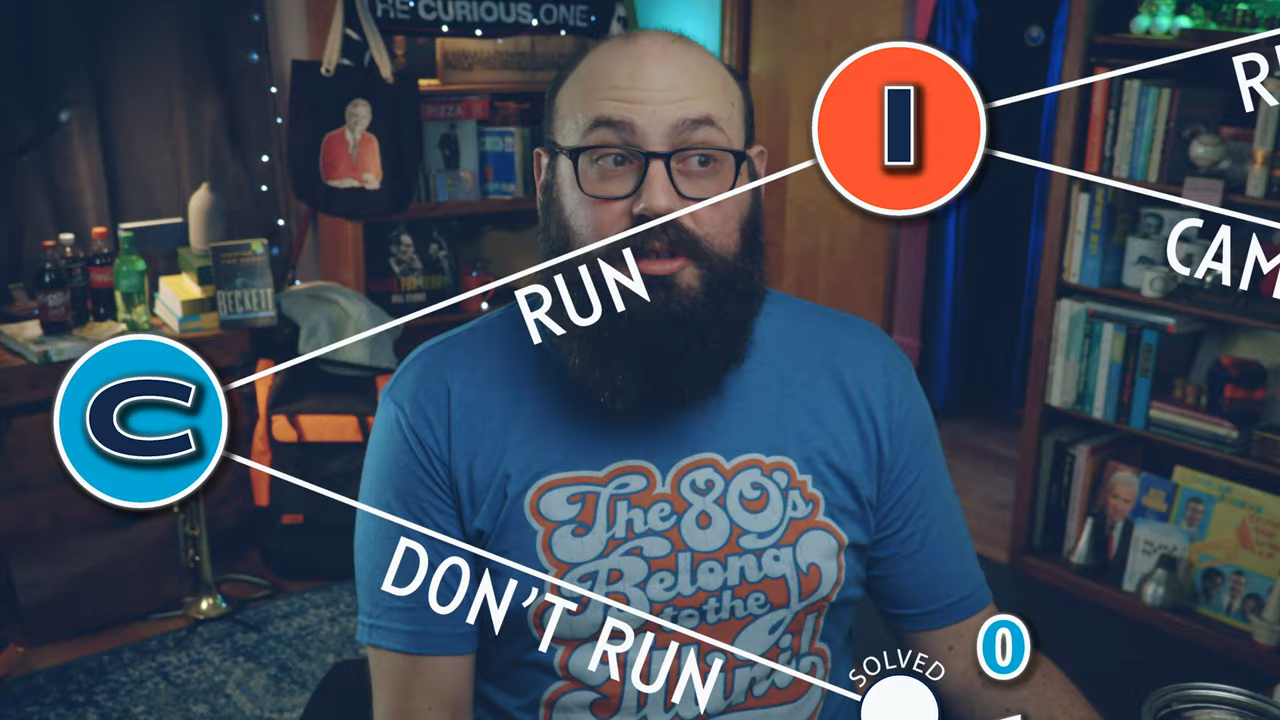 HE CURIOUS ONE
PIZZA
I
R
RUN
CAM
BECKETT
C
The 80's
Belong
to the
DON'T RUN
SOLVED
0